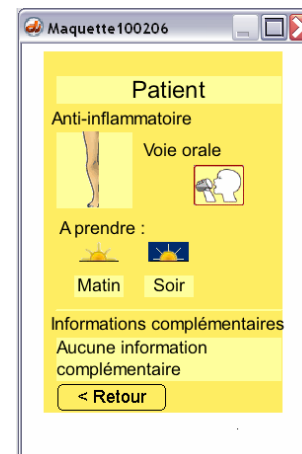 Maquette100206
Patient
Anti-inflammatoire
Voie orale
A prendre :
Matin Soir
Informations complémentaires
Aucune information
complémentaire
< Retour